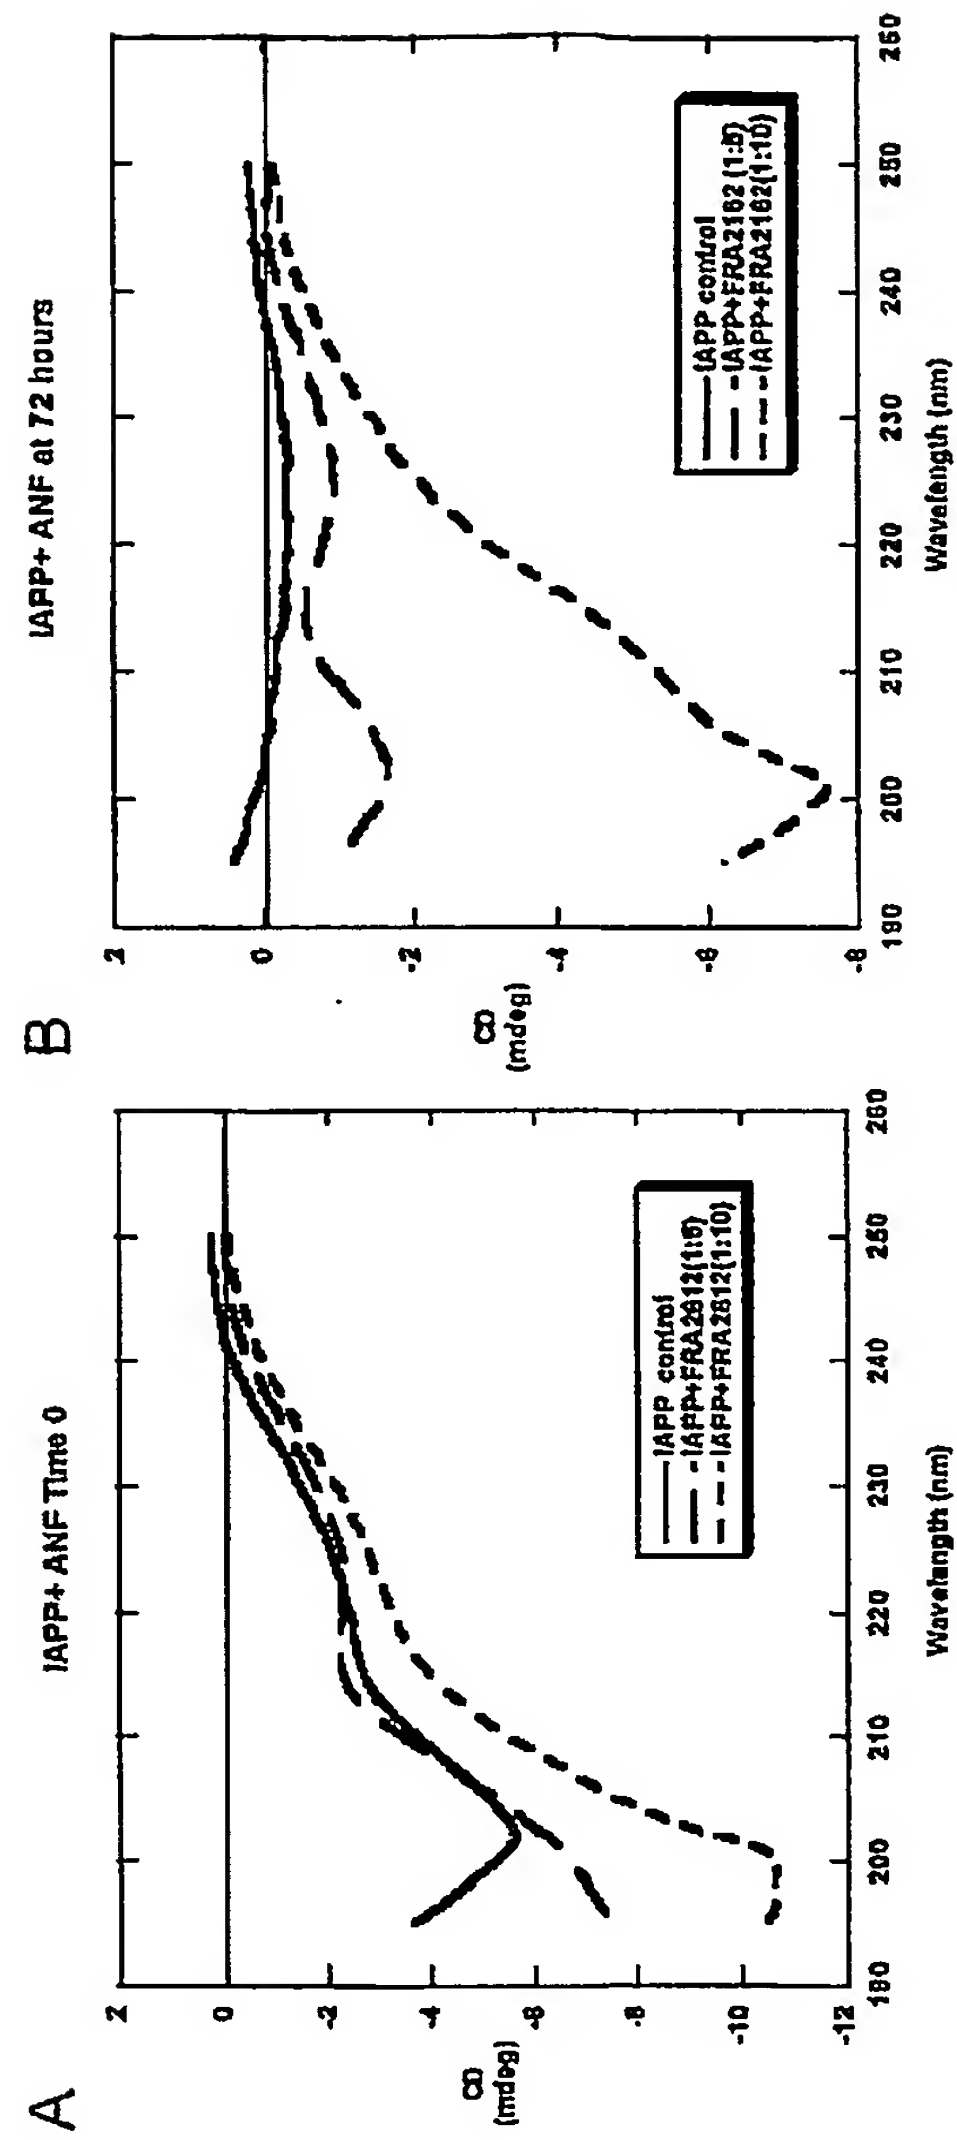 A
IAPP+ ANF Time 0
2
0
-2
-4
-6
-8
-10
-12
CD
(mdeg)
190
200
210
220
230
240
250
260
Wavelength (nm)
IAPP control
IAPP+FRA2612(1:5)
IAPP+FRA2612(1:10)
B
IAPP+ ANF at 72 hours
2
0
-2
-4
-6
-8
CD
(mdeg)
190
200
210
220
230
240
250
260
Wavelength (nm)
IAPP control
IAPP+FRA2162 (1:5)
IAPP+FRA2162(1:10)